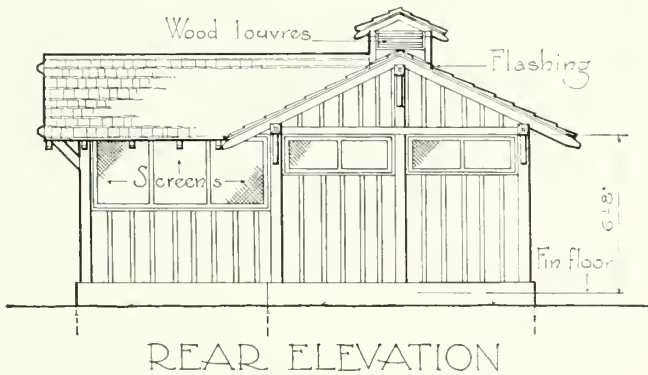 Wood louvres
Flashing
Screens
6'-8"
Fin floor
REAR ELEVATION